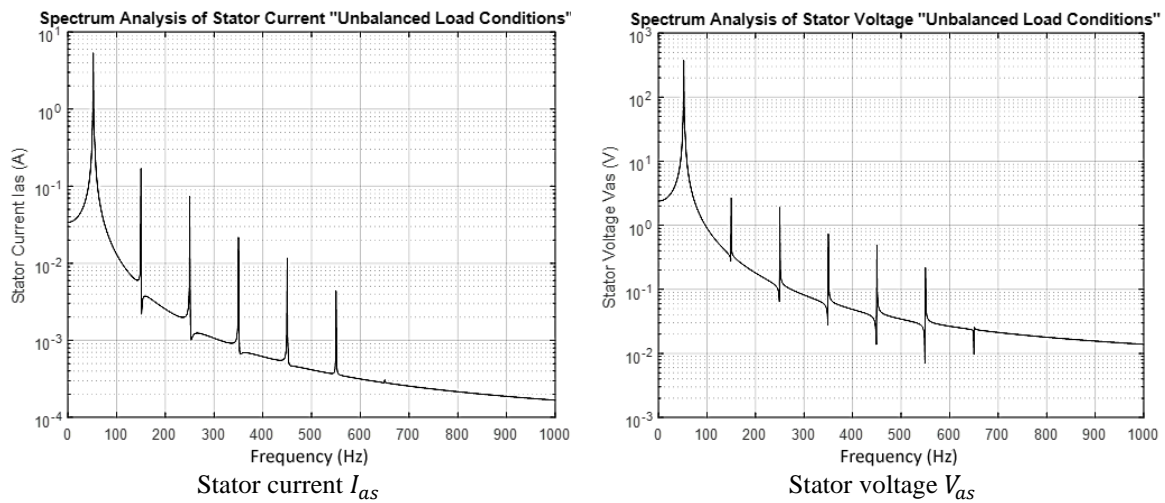 Spectrum Analysis of Stator Current "Unbalanced Load Conditions"
10^1
10^0
10^-1
10^-2
10^-3
10^-4
Stator Current Ias (A)
0 100 200 300 400 500 600 700 800 900 1000
Frequency (Hz)
Stator current I_as
Spectrum Analysis of Stator Voltage "Unbalanced Load Conditions"
10^3
10^2
10^1
10^0
10^-1
10^-2
10^-3
Stator Voltage Vas (V)
0 100 200 300 400 500 600 700 800 900 1000
Frequency (Hz)
Stator voltage V_as